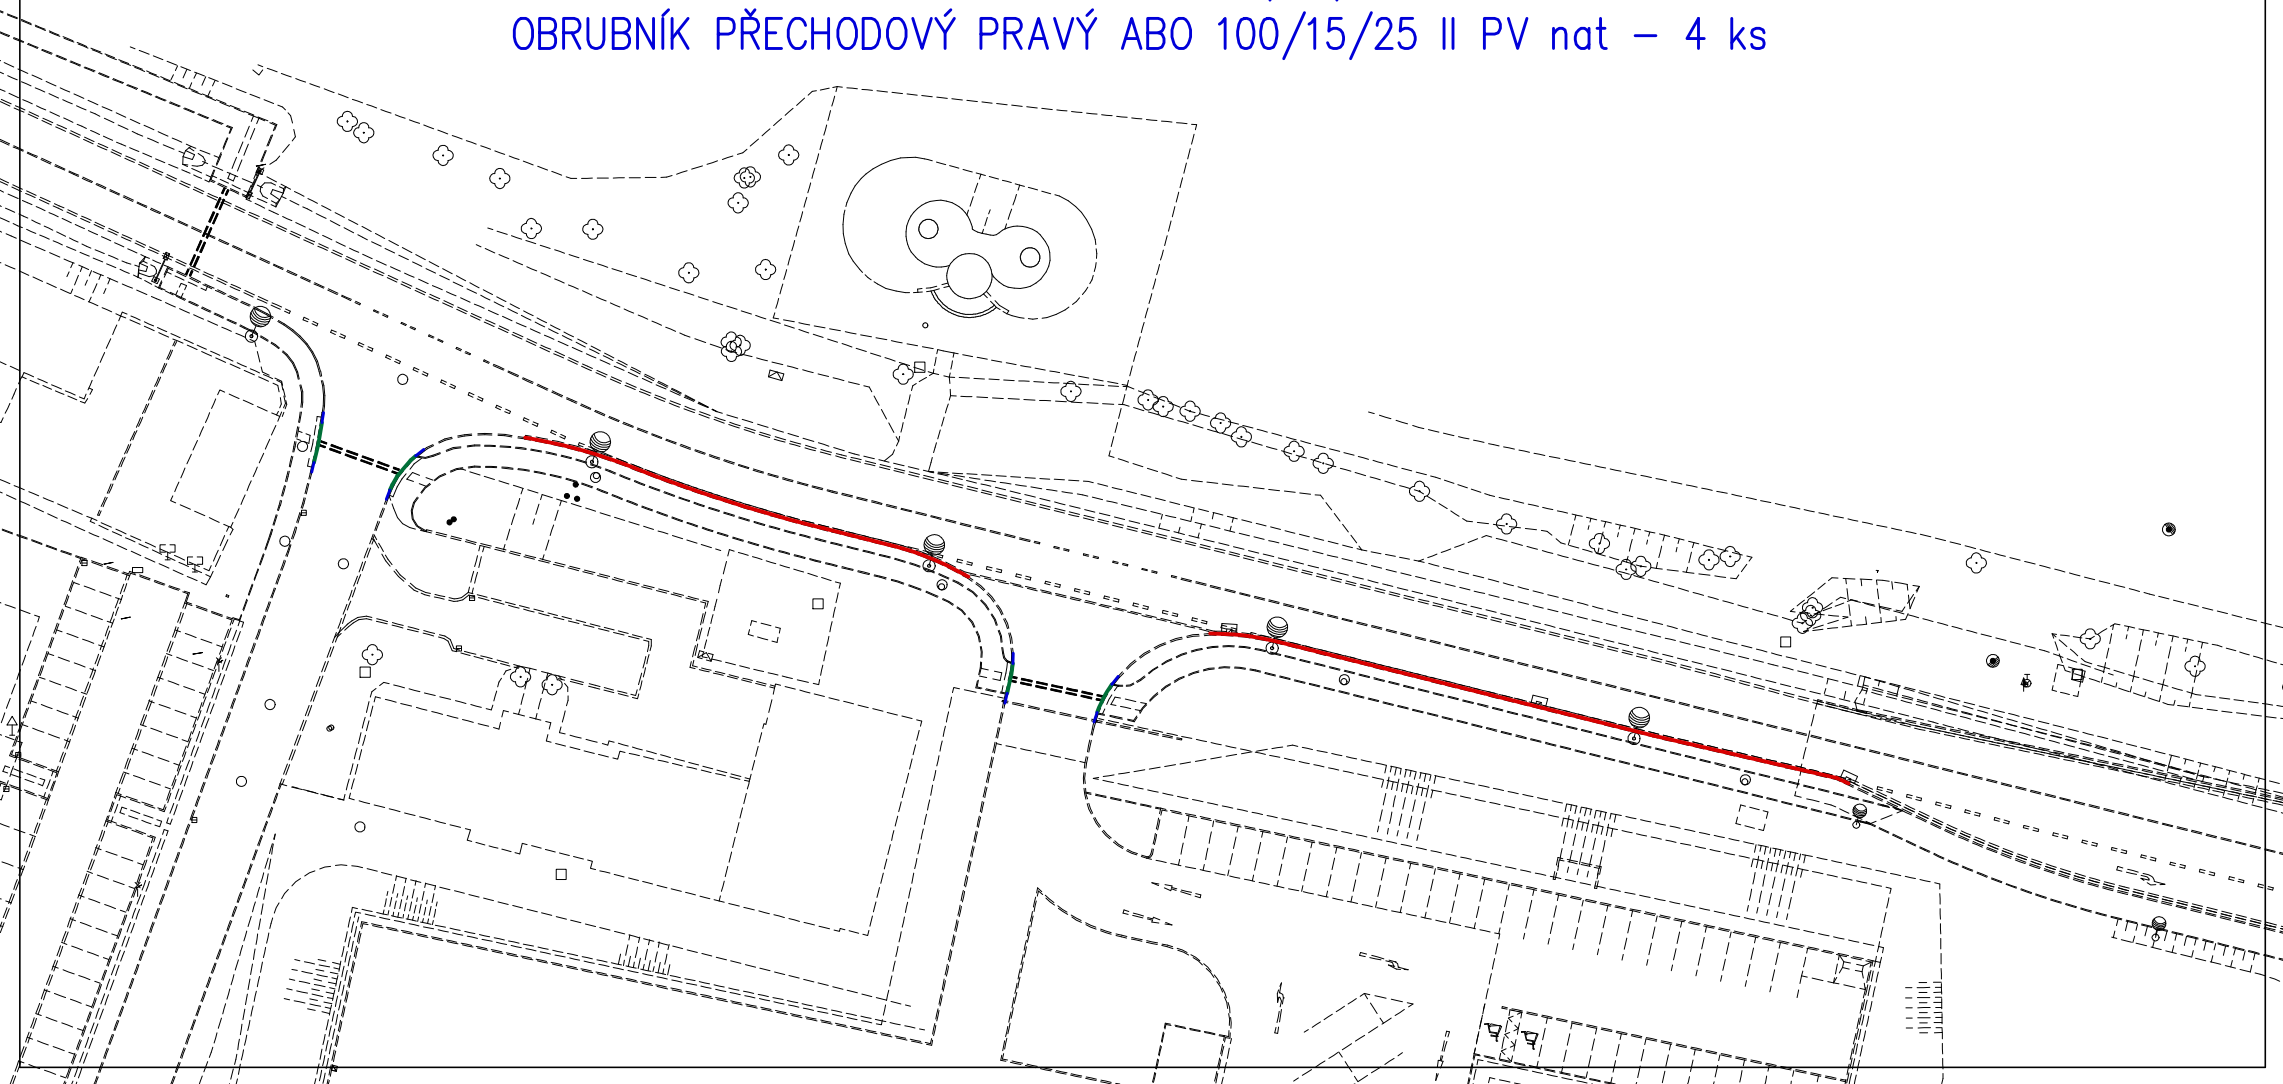 OBRUBNÍK PŘECHODOVÝ PRAVÝ ABO 100/15/25 II PV nat – 4 ks